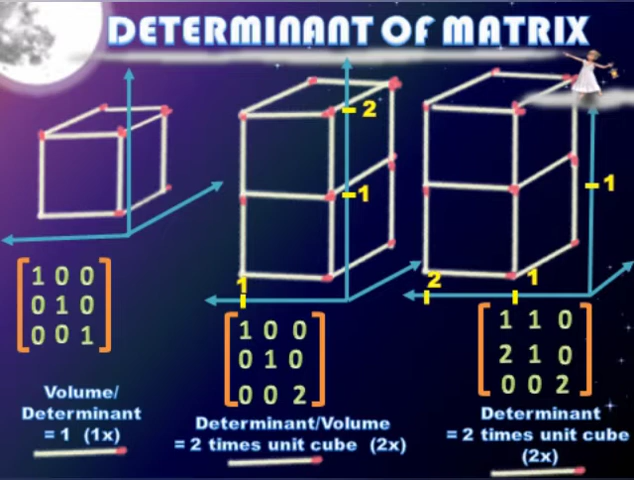 DETERMINANT OF MATRIX
2
1
1
1
2
1
1 0 0
0 1 0
0 0 1
1 0 0
0 1 0
0 0 2
1 1 0
2 1 0
0 0 2
Volume/
Determinant
= 1 (1x)
Determinant/Volume
= 2 times unit cube (2x)
Determinant
= 2 times unit cube
(2x)